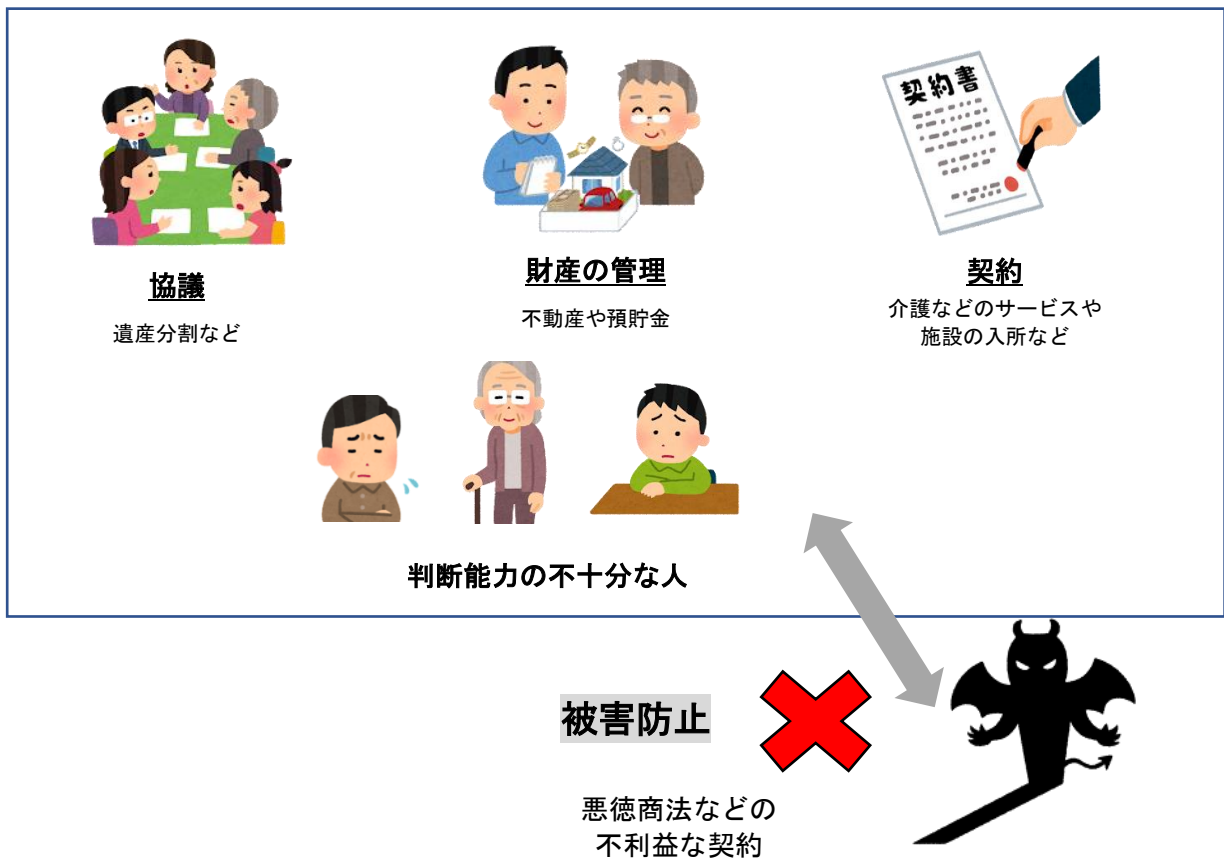 契約書
協議
遺産分割など
財産の管理
不動産や預貯金
契約
介護などのサービスや
施設の入所など
判断能力の不十分な人
被害防止
悪徳商法などの
不利益な契約